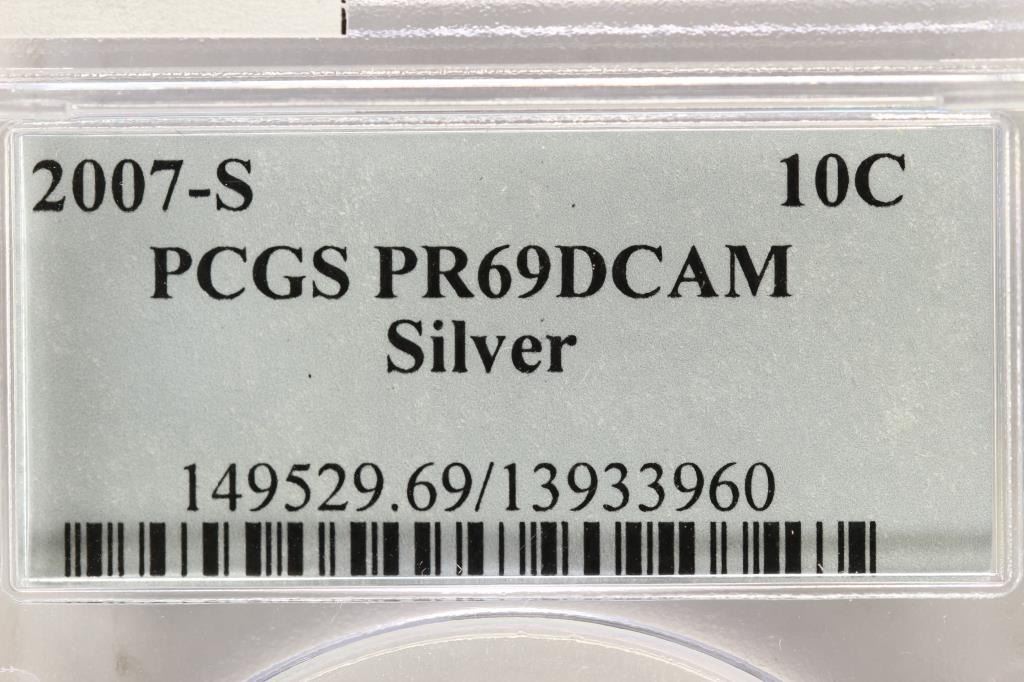 2007-S 10C
PCGS PR69DCAM
Silver
149529.69/13933960